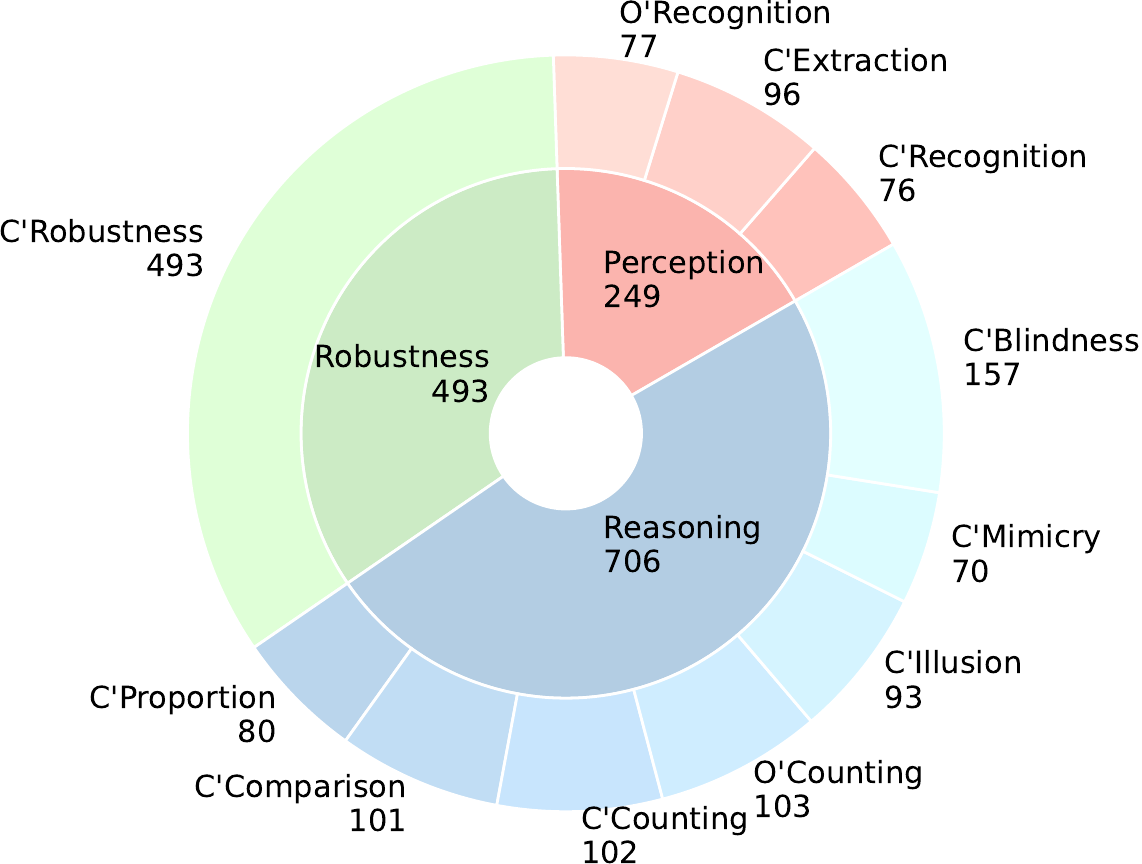 O'Recognition
77
C'Extraction
96
C'Recognition
76
C'Robustness
493
Perception
249
C'Blindness
157
Robustness
493
Reasoning
706
C'Mimicry
70
C'Illusion
93
C'Proportion
80
O'Counting
103
C'Comparison
101
C'Counting
102